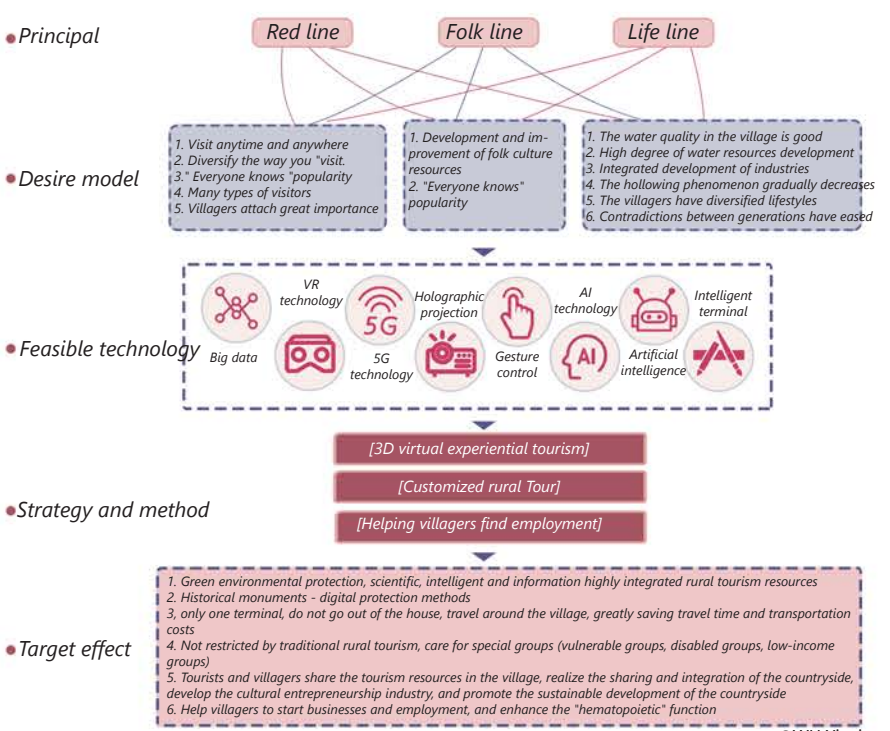 Principal
Red line
Folk line
Life line
Desire model
1. Visit anytime and anywhere
2. Diversify the way you "visit.
3." Everyone knows "popularity
4. Many types of visitors
5. Villagers attach great importance
1. Development and im-
provement of folk culture
resources
2. "Everyone knows"
popularity
1. The water quality in the village is good
2. High degree of water resources development
3. Integrated development of industries
4. The hollowing phenomenon gradually decreases
5. The villagers have diversified lifestyles
6. Contradictions between generations have eased
Feasible technology
Big data
VR
technology
5G
5G
technology
Holographic
projection
Gesture
control
AI
technology
AI
Artificial
intelligence
Intelligent
terminal
Strategy and method
[3D virtual experiential tourism]
[Customized rural Tour]
[Helping villagers find employment]
Target effect
1. Green environmental protection, scientific, intelligent and information highly integrated rural tourism resources
2. Historical monuments - digital protection methods
3, only one terminal, do not go out of the house, travel around the village, greatly saving travel time and transportation
costs
4. Not restricted by traditional rural tourism, care for special groups (vulnerable groups, disabled groups, low-income
groups)
5. Tourists and villagers share the tourism resources in the village, realize the sharing and integration of the countryside,
develop the cultural entrepreneurship industry, and promote the sustainable development of the countryside
6. Help villagers to start businesses and employment, and enhance the "hematopoietic" function